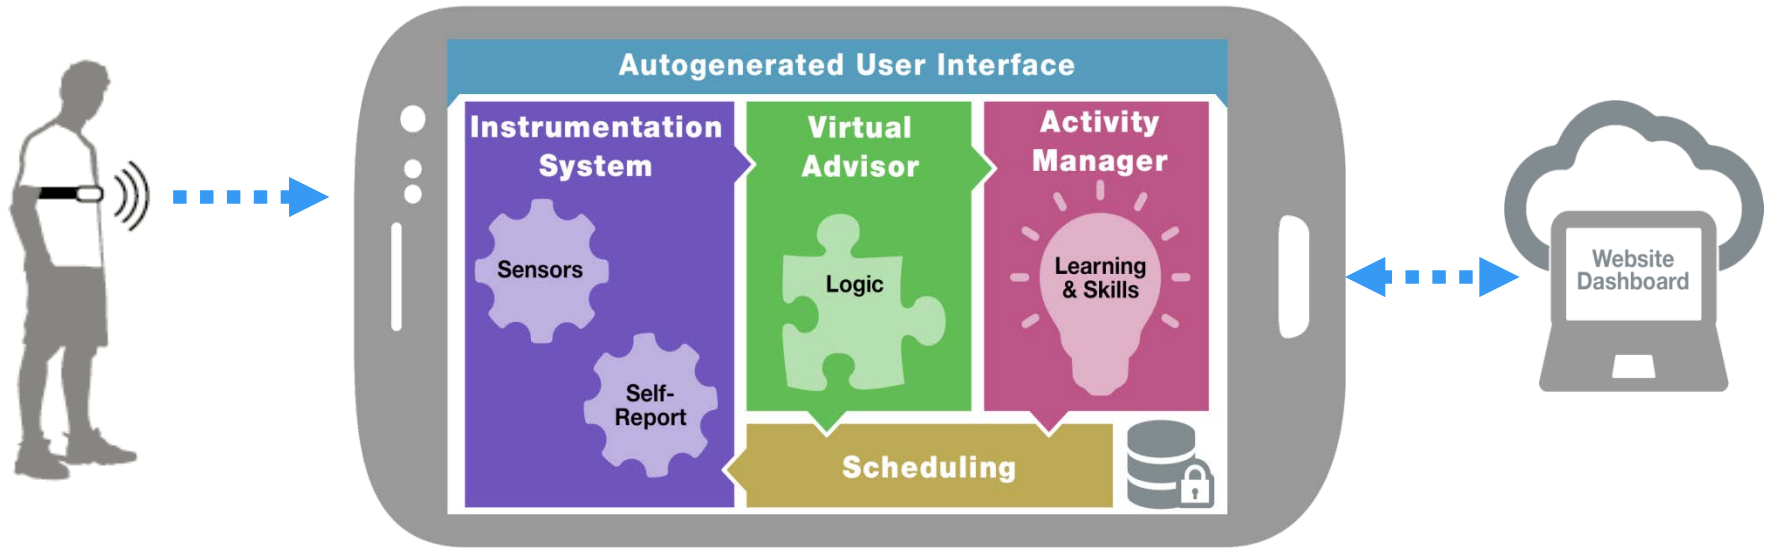 Autogenerated User Interface
Instrumentation
System
Virtual
Advisor
Activity
Manager
Sensors
Self-
Report
Logic
Learning
& Skills
Scheduling
Website
Dashboard